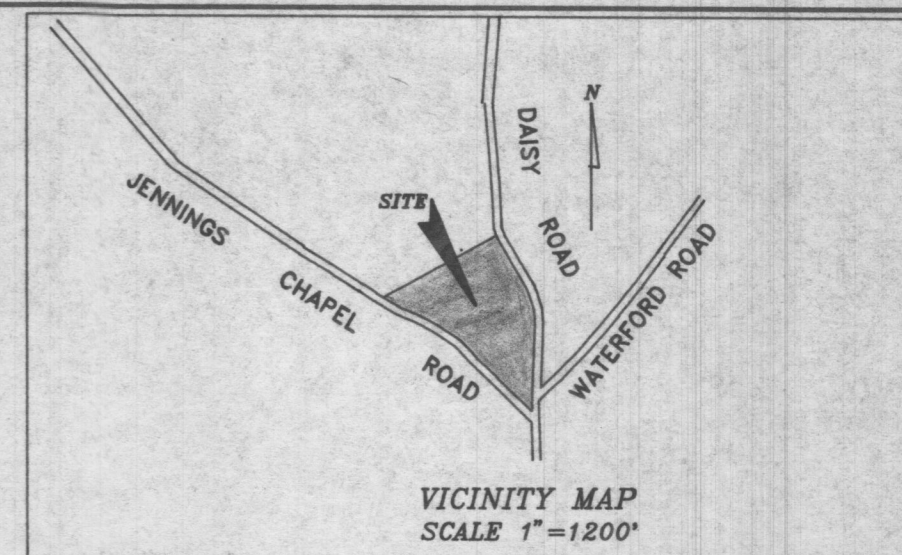 N
DAISY
ROAD
JENNINGS
CHAPEL
ROAD
SITE
WATERFORD ROAD
VICINITY MAP
SCALE 1"=1200'